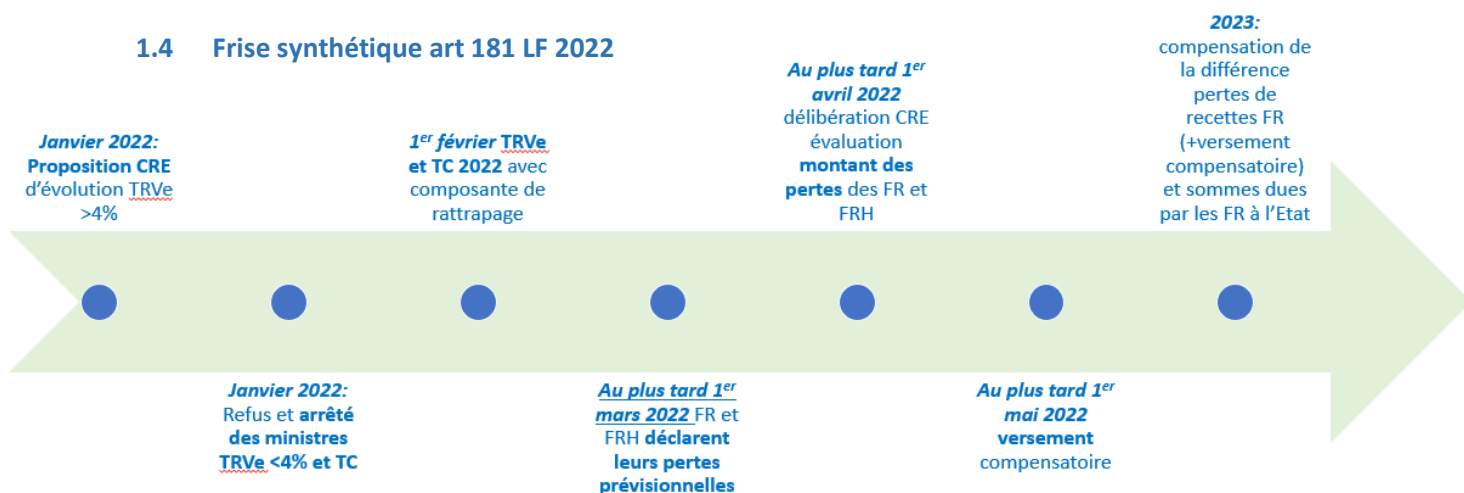 1.4 Frise synthétique art 181 LF 2022
Janvier 2022:
Proposition CRE
d’évolution TRVe
>4%
Janvier 2022:
Refus et arrêté
des ministres
TRVe <4% et TC
1er février TRVe
et TC 2022 avec
composante de
rattrapage
Au plus tard 1er
mars 2022 FR et
FRH déclarent
leurs pertes
prévisionnelles
Au plus tard 1er
avril 2022
délibération CRE
évaluation
montant des
pertes des FR et
FRH
Au plus tard 1er
mai 2022
versement
compensatoire
2023:
compensation de
la différence
pertes de
recettes FR
(+versement
compensatoire)
et sommes dues
par les FR à l’Etat